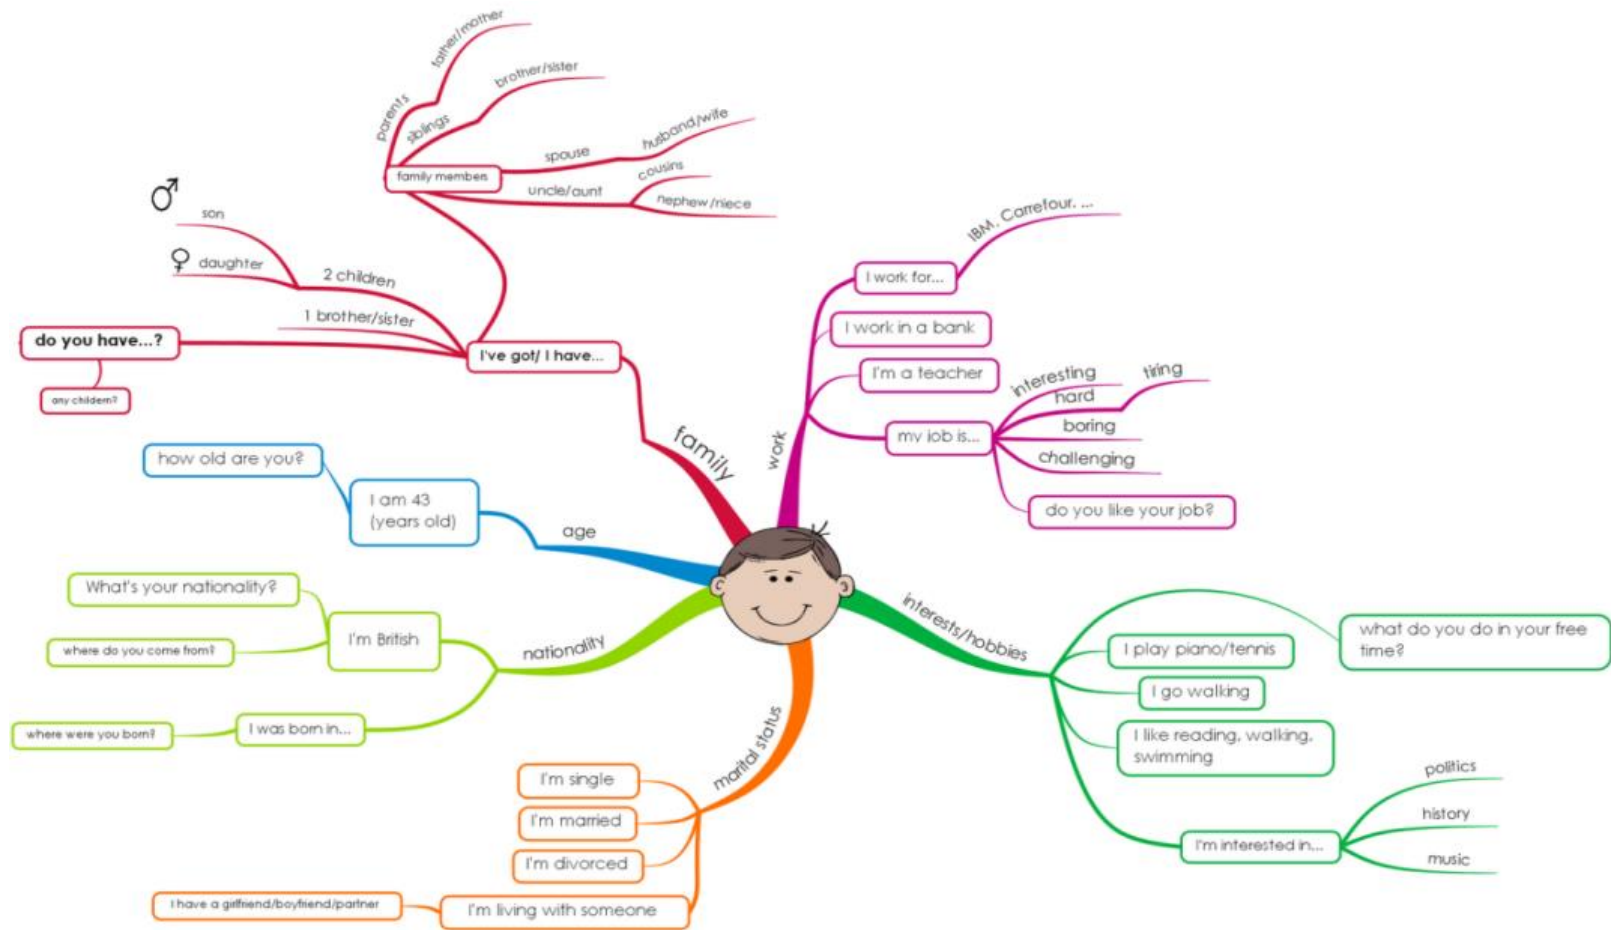 father/mother
parents
brother/sister
siblings
husband/wife
spouse
family members
cousins
uncle/aunt
nephew/niece
son
daughter
2 children
1 brother/sister
do you have...?
any childern?
I've got/ I have...
family
how old are you?
I am 43
(years old)
age
What's your nationality?
where do you come from?
I'm British
nationality
where were you born?
I was born in...
marital status
I'm single
I'm married
I'm divorced
I'm living with someone
I have a girlfriend/boyfriend/partner
work
I work for...
IBM, Carrefour, ...
I work in a bank
I'm a teacher
my job is...
interesting
hard
tiring
boring
challenging
do you like your job?
interests/hobbies
what do you do in your free
time?
I play piano/tennis
I go walking
I like reading, walking,
swimming
I'm interested in...
politics
history
music